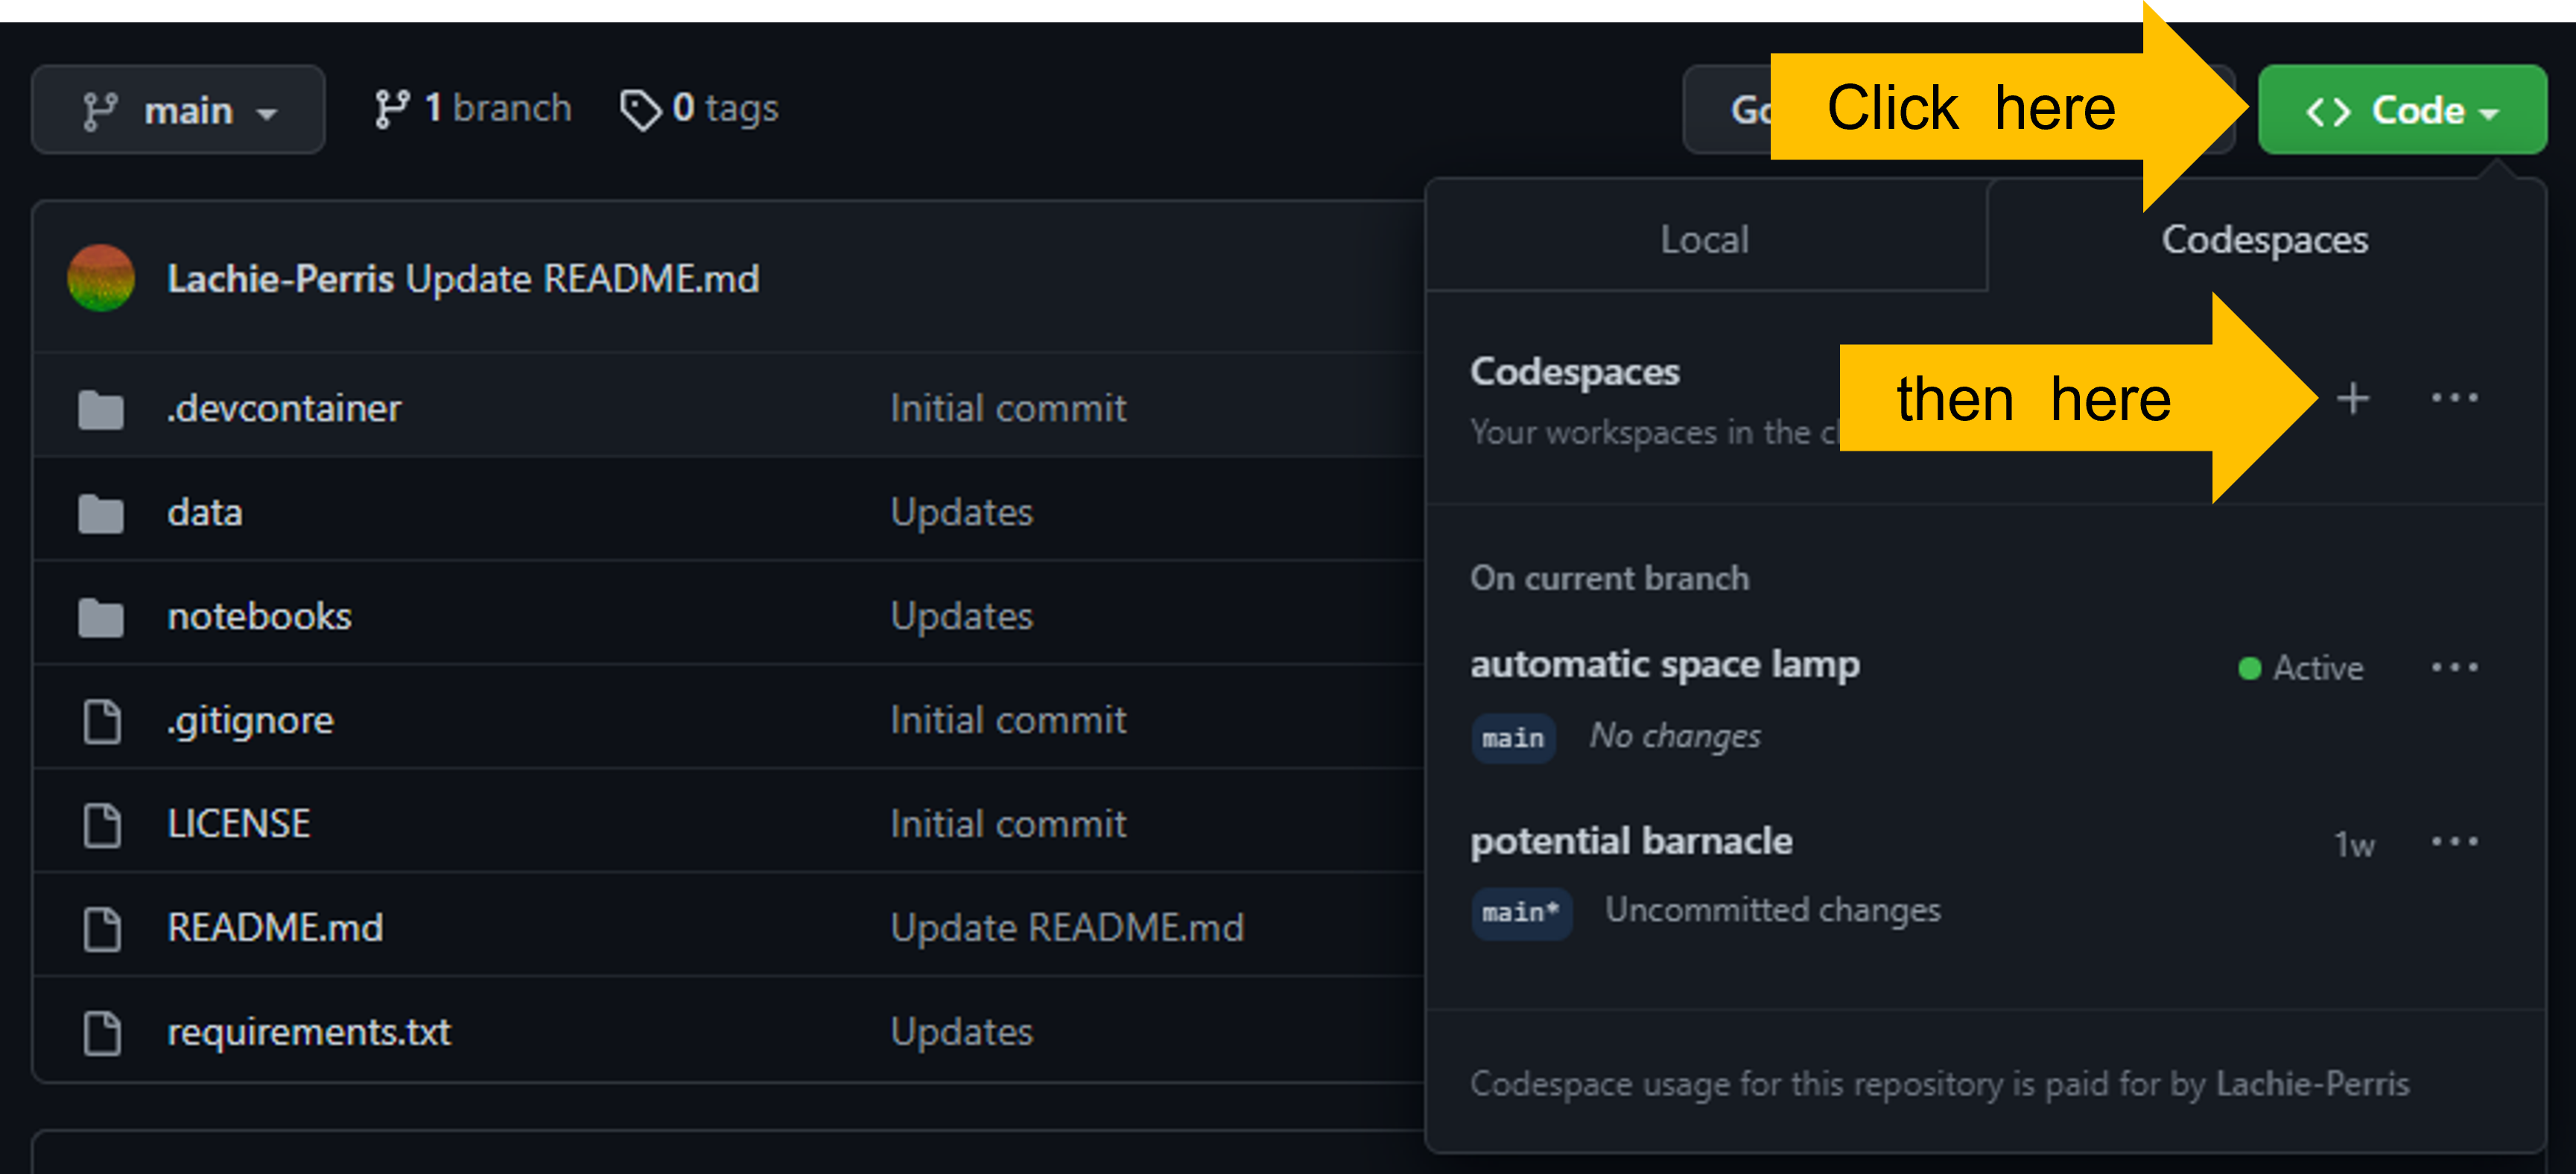 main
1 branch
0 tags
Click here
Code
Lachie-Perris Update README.md
.devcontainer Initial commit
data Updates
notebooks Updates
.gitignore Initial commit
LICENSE Initial commit
README.md Update README.md
requirements.txt Updates
Local
Codespaces
Codespaces
then here
Your workspaces in the
On current branch
automatic space lamp
Active
main No changes
potential barnacle
1w
main* Uncommitted changes
Codespace usage for this repository is paid for by Lachie-Perris